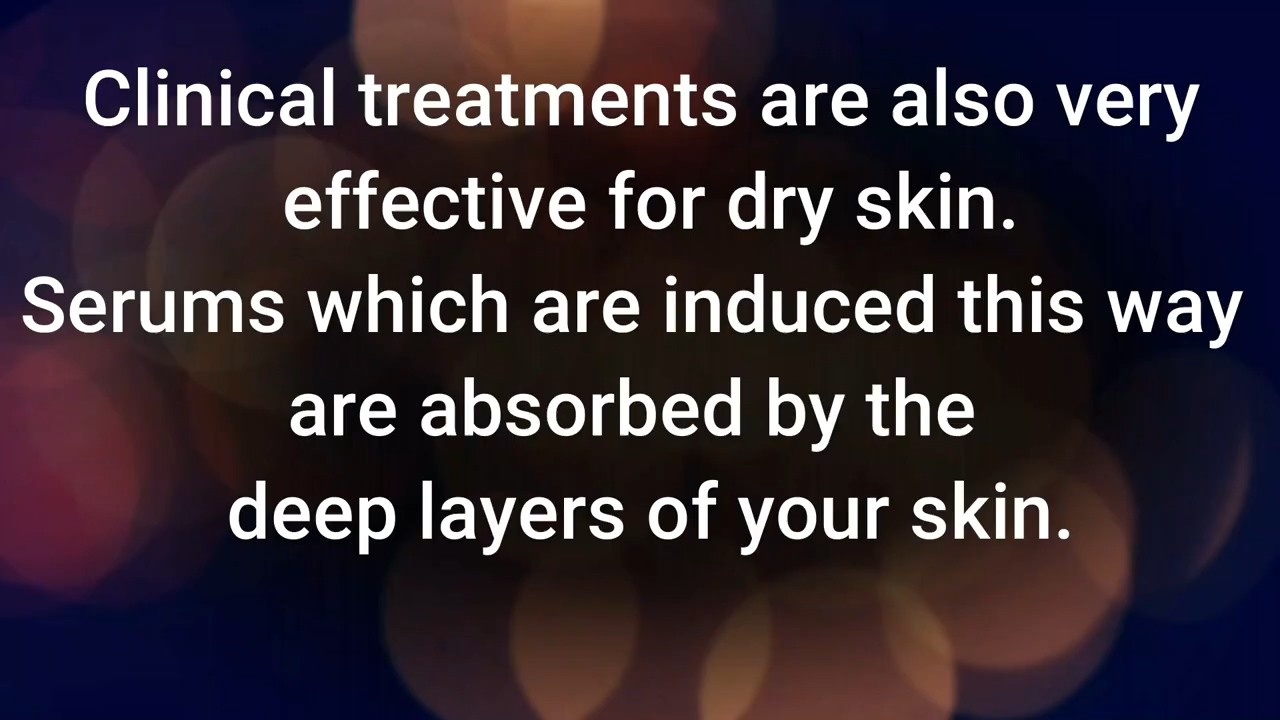 Clinical treatments are also very
effective for dry skin.
Serums which are induced this way
are absorbed by the
deep layers of your skin.